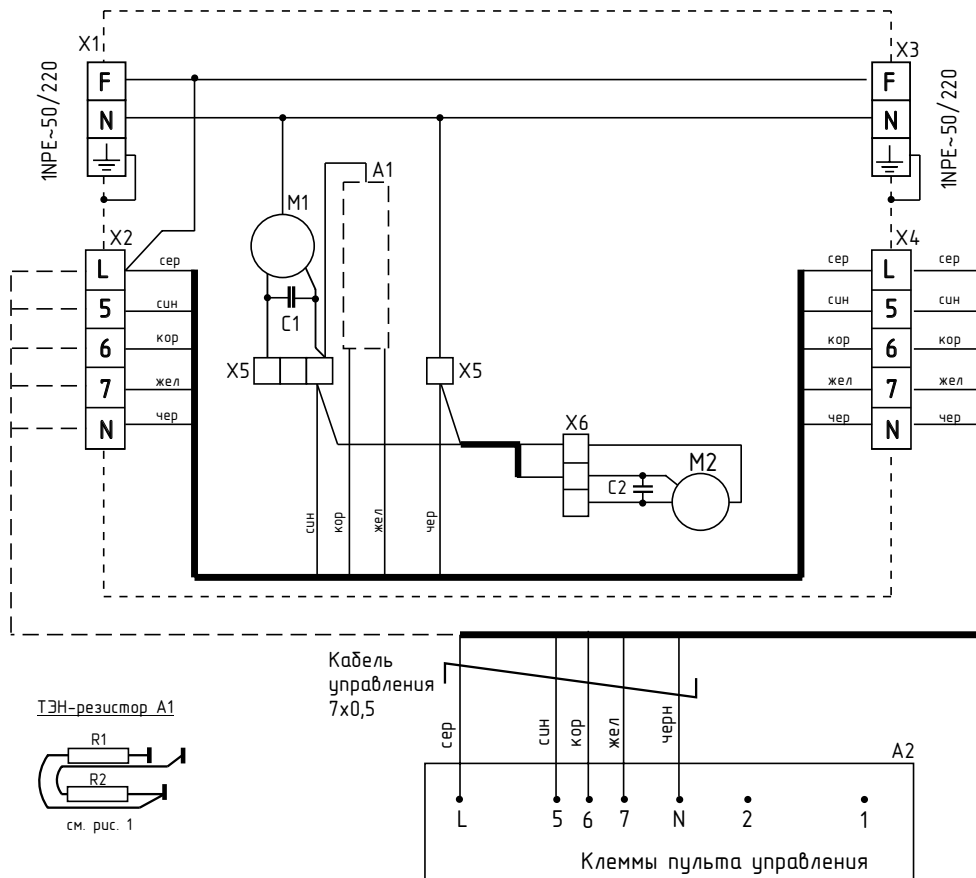 X1
F
N
1NPE~50/220
X3
F
N
1NPE~50/220
A1
M1
C1
X2
L
5
6
7
N
сер
син
кор
жел
чер
X4
L
5
6
7
N
сер
син
кор
жел
чер
сер
син
кор
жел
чер
X5
X5
X6
M2
C2
син
кор
жел
чер
Кабель
управления
7х0,5
сер
син
кор
жел
черн
A2
L
5
6
7
N
2
1
Клеммы пульта управления
ТЭН-резистор А1
R1
R2
см. рис. 1